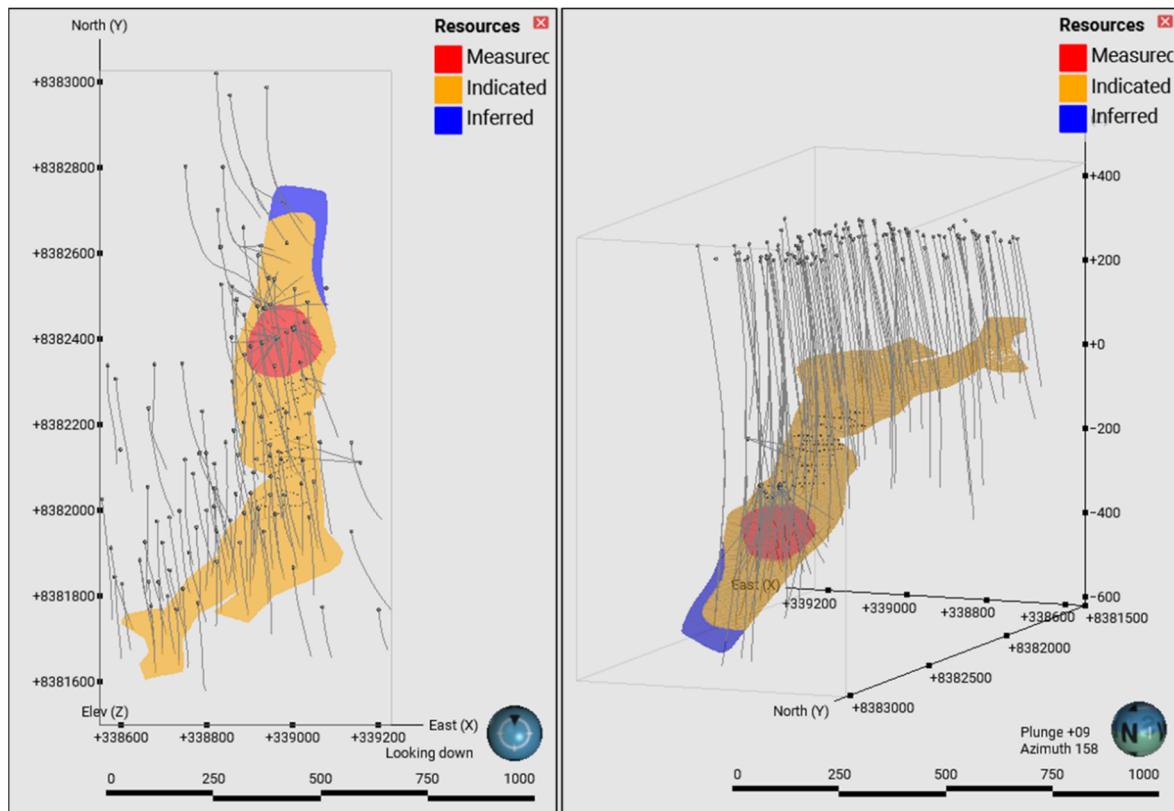 North (Y)
Resources
Measurec
Indicated
Inferred
+8383000
+8382800
+8382600
+8382400
+8382200
+8382000
+8381800
+8381600
Elev (Z)
East (X)
+338600
+338800
+339000
+339200
Looking down
0
250
500
750
1000
Resources
Measurec
Indicated
Inferred
+400
+200
+0
−200
−400
−600
East (X)
+339200
+339000
+338800
+338600
+8381500
+8382000
+8382500
+8383000
North (Y)
N
Plunge +09
Azimuth 158
0
250
500
750
1000